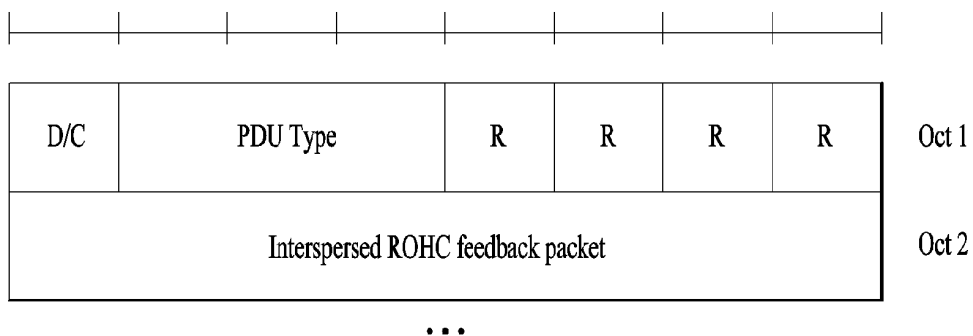 D/C PDU Type R R R R Oct 1
Interspersed ROHC feedback packet Oct 2
...